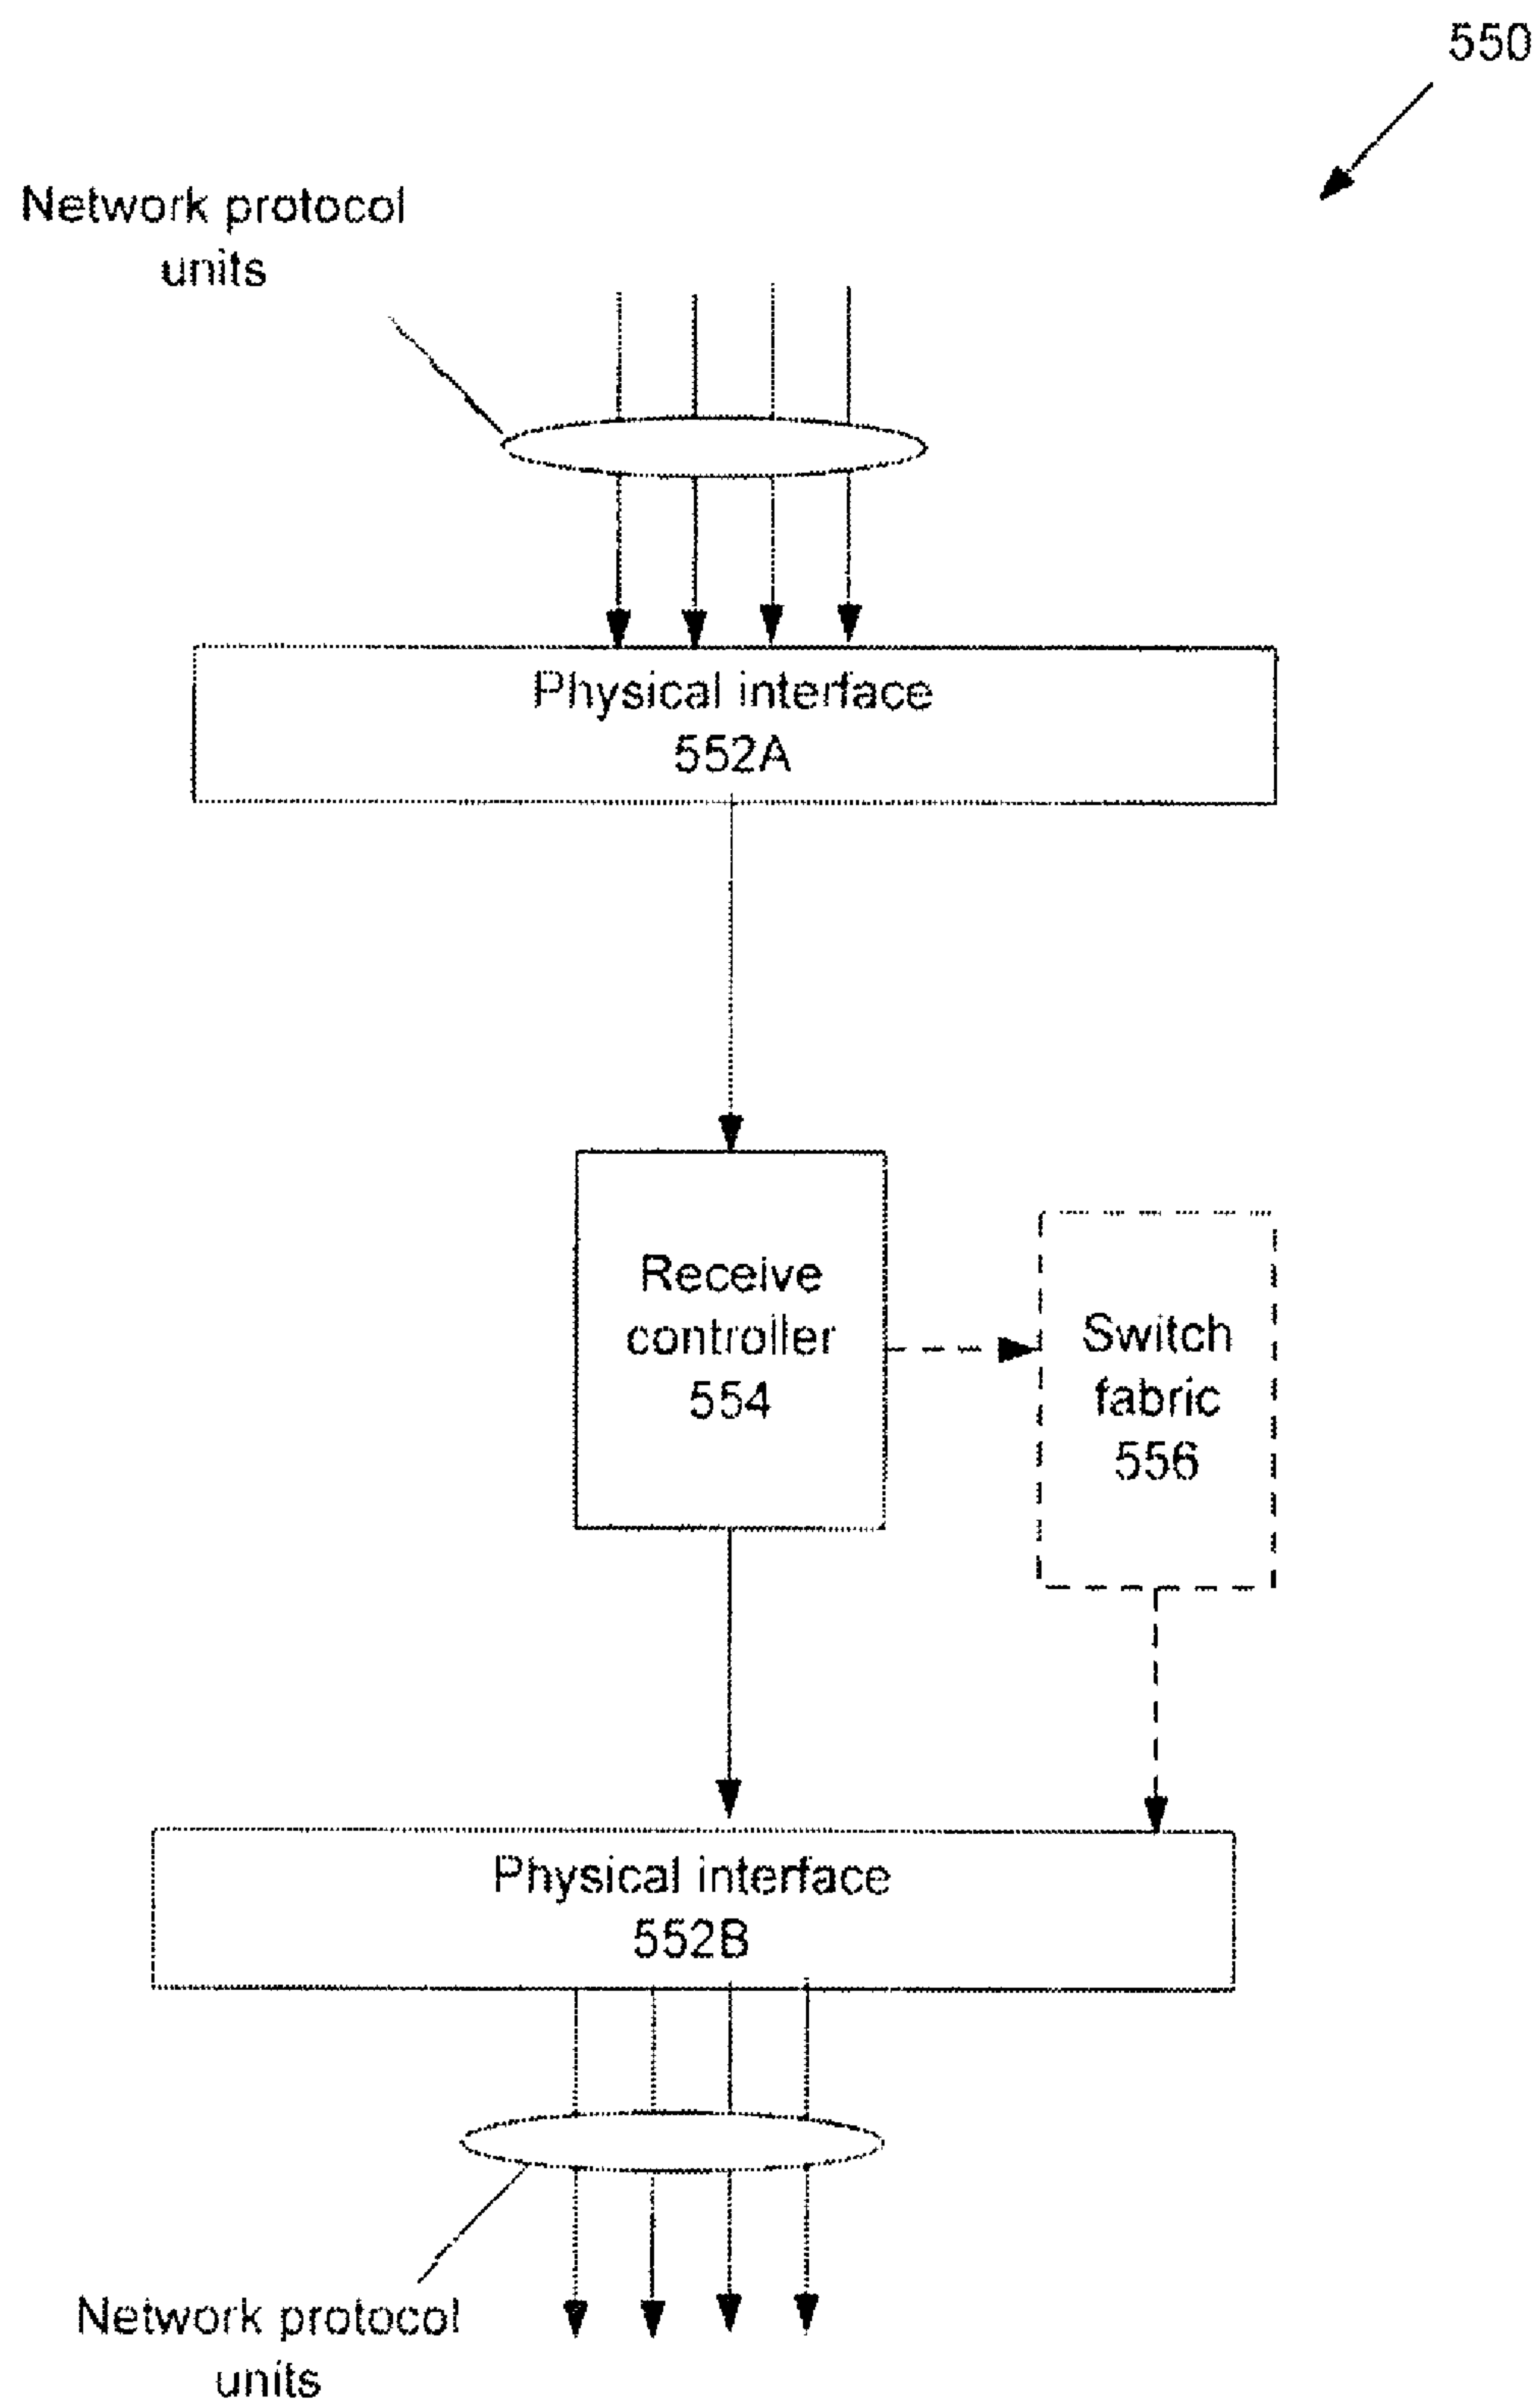 550
Network protocol
units
Physical interface
552A
Receive
controller
554
Switch
fabric
556
Physical interface
552B
Network protocol
units